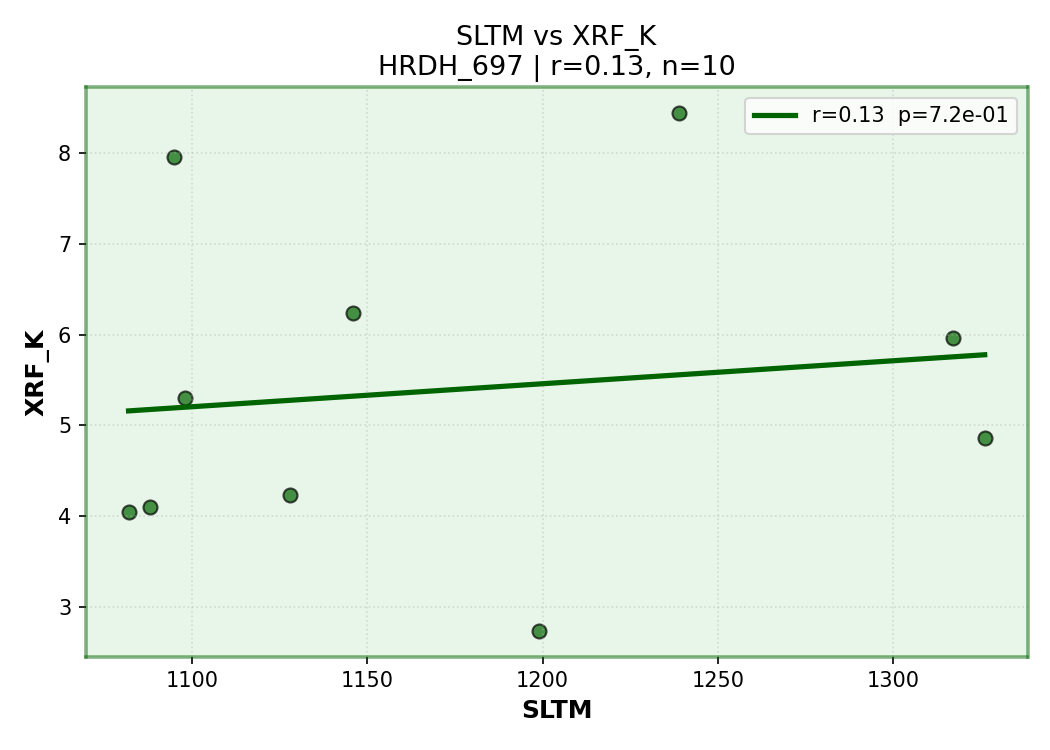 SLTM vs XRF_K
HRDH_697 | r=0.13, n=10
r=0.13  p=7.2e-01
8
7
6
5
4
3
XRF_K
1100
1150
1200
1250
1300
SLTM